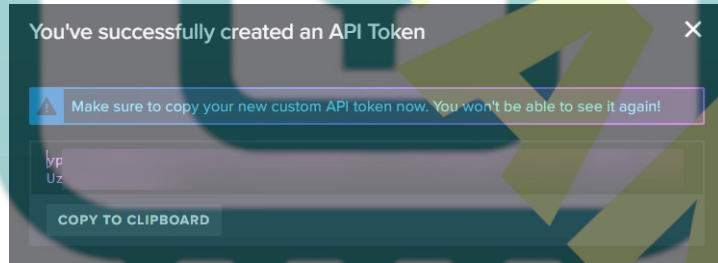 You've successfully created an API Token
Make sure to copy your new custom API token now. You won't be able to see it again!
yp
Uz
COPY TO CLIPBOARD